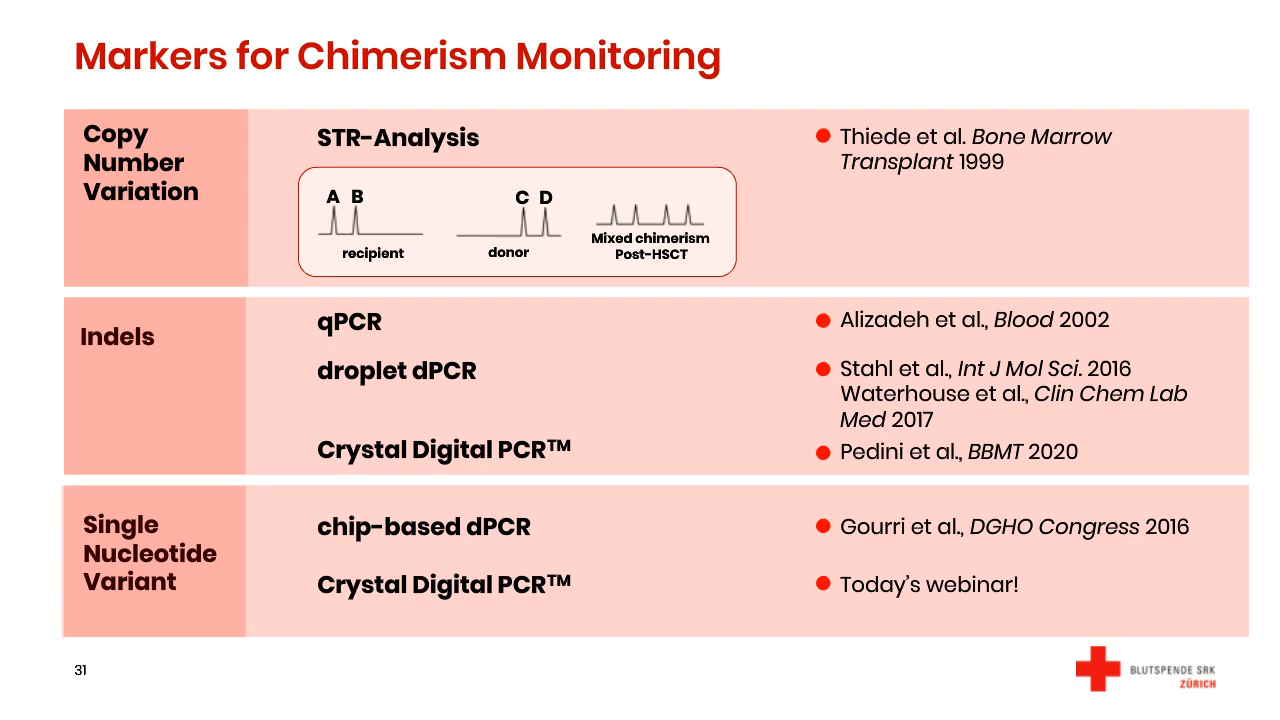 Markers for Chimerism Monitoring
Copy
Number
Variation
STR-Analysis
A B
recipient
C D
donor
Mixed chimerism
Post-HSCT
Thiede et al. Bone Marrow
Transplant 1999
Indels
qPCR
Alizadeh et al., Blood 2002
droplet dPCR
Stahl et al., Int J Mol Sci. 2016
Waterhouse et al., Clin Chem Lab
Med 2017
Crystal Digital PCR™
Pedini et al., BBMT 2020
Single
Nucleotide
Variant
chip-based dPCR
Gourri et al., DGHO Congress 2016
Crystal Digital PCR™
Today's webinar!
31
BLUTSPENDE SRK
ZÜRICH